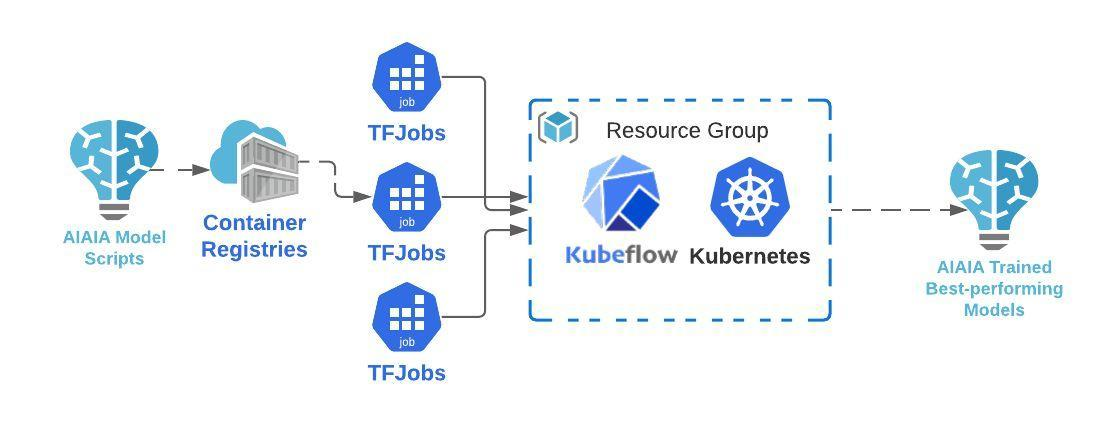 AIAIA Model
Scripts
Container
Registries
job
TFJobs
job
TFJobs
job
TFJobs
Resource Group
Kubeflow
Kubernetes
AIAIA Trained
Best-performing
Models